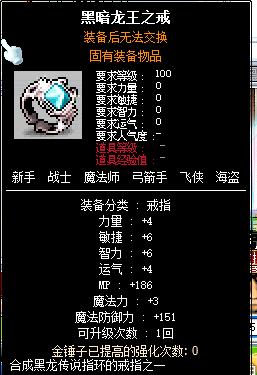 黑暗龙王之戒
装备后无法交换
固有装备物品
要求等级： 100
要求力量： 0
要求敏捷： 0
要求智力： 0
要求运气： 0
要求人气度： -
道具等级： -
道具经验值： -
新手 战士 魔法师 弓箭手 飞侠 海盗
装备分类 : 戒指
力量 : +4
敏捷 : +6
智力 : +6
运气 : +4
MP : +186
魔法力 : +3
魔法防御力 : +151
可升级次数 : 1回
金锤子已提高的强化次数: 0
合成黑龙传说指环的戒指之一